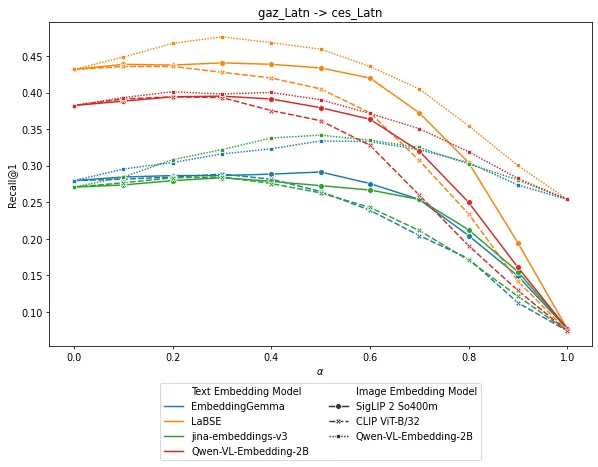 gaz_Latn -> ces_Latn
Recall@1
0.45
0.40
0.35
0.30
0.25
0.20
0.15
0.10
0.0
0.2
0.4
0.6
0.8
1.0
α
Text Embedding Model
EmbeddingGemma
LaBSE
jina-embeddings-v3
Qwen-VL-Embedding-2B
Image Embedding Model
SigLIP 2 So400m
CLIP ViT-B/32
Qwen-VL-Embedding-2B